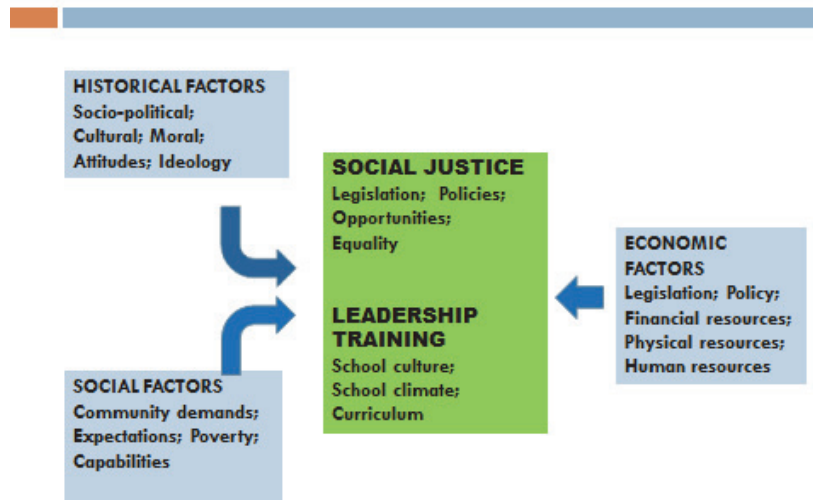 HISTORICAL FACTORS
Socio-political;
Cultural; Moral;
Attitudes; Ideology
SOCIAL JUSTICE
Legislation; Policies;
Opportunities;
Equality
LEADERSHIP
TRAINING
School culture;
School climate;
Curriculum
ECONOMIC
FACTORS
Legislation; Policy;
Financial resources;
Physical resources;
Human resources
SOCIAL FACTORS
Community demands;
Expectations; Poverty;
Capabilities